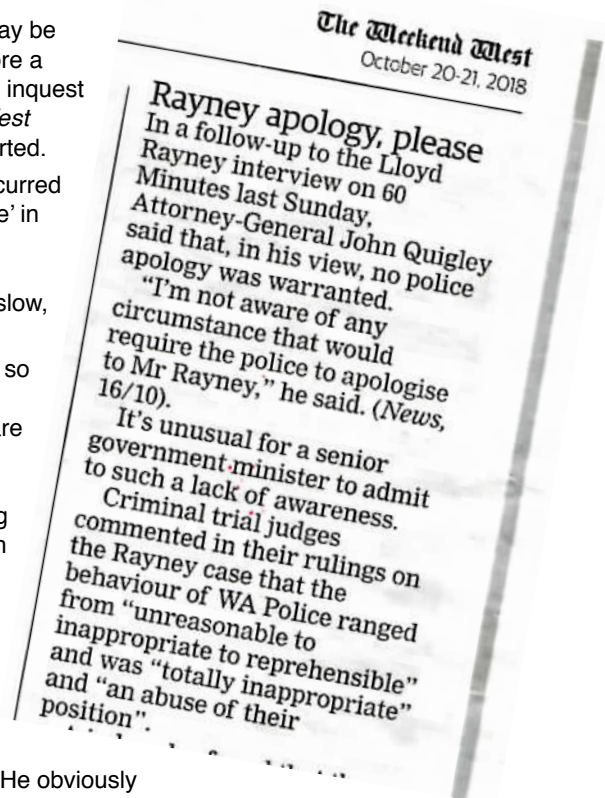 ay be
re a
inquest
est
rted.
curred
e’ in
slow,
so
re
g
n
He obviously
The Weekend West
October 20-21, 2018
Rayney apology, please
In a follow-up to the Lloyd
Rayney interview on 60
Minutes last Sunday,
Attorney-General John Quigley
said that, in his view, no police
apology was warranted.
“I’m not aware of any
circumstance that would
require the police to apologise
to Mr Rayney,” he said. (News,
16/10).
It’s unusual for a senior
government minister to admit
to such a lack of awareness.
Criminal trial judges
commented in their rulings on
the Rayney case that the
behaviour of WA Police ranged
from “unreasonable to
inappropriate to reprehensible”
and was “totally inappropriate”
and “an abuse of their
position”.